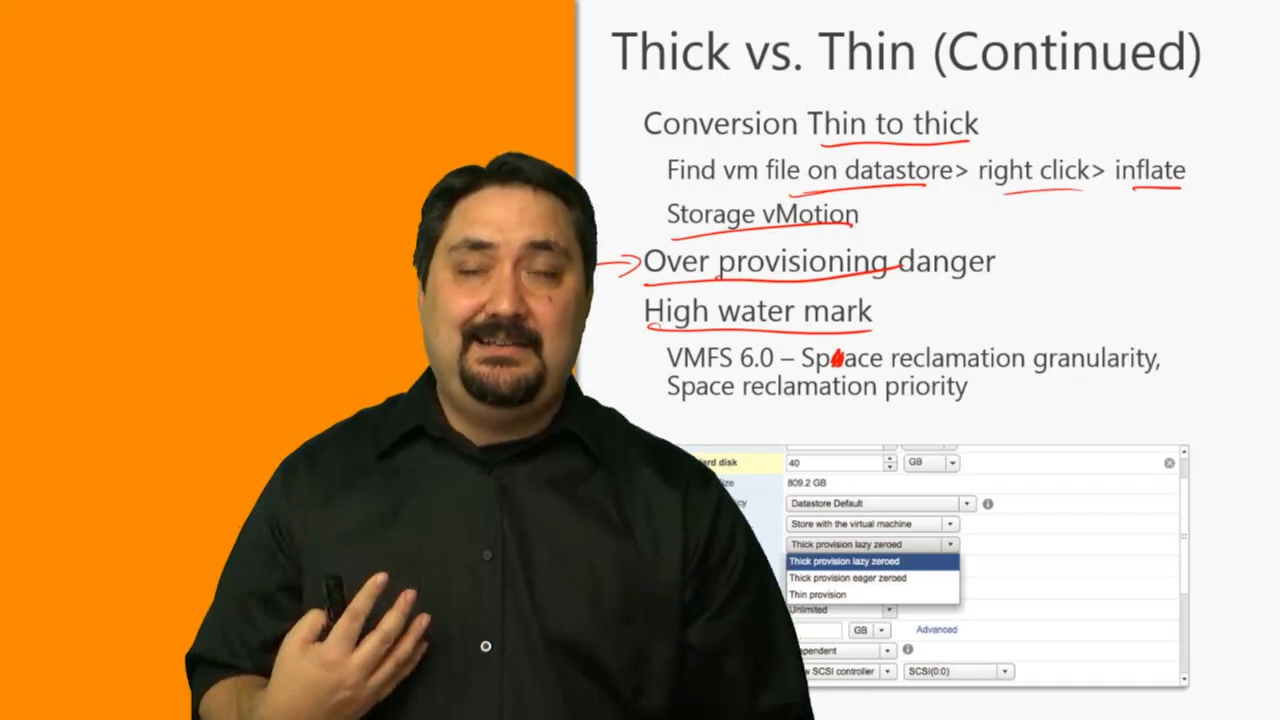 Thick vs. Thin (Continued)
Conversion Thin to thick
Find vm file on datastore> right click> inflate
Storage vMotion
Over provisioning danger
High water mark
VMFS 6.0 – Space reclamation granularity,
Space reclamation priority
disk 40 GB
809.2 GB
Datastore Default
Store with the virtual machine
Thick provision lazy zeroed
Thick provision lazy zeroed
Thick provision eager zeroed
Thin provision
Unlimited
GB Advanced
SCSI controller SCSI(0:0)